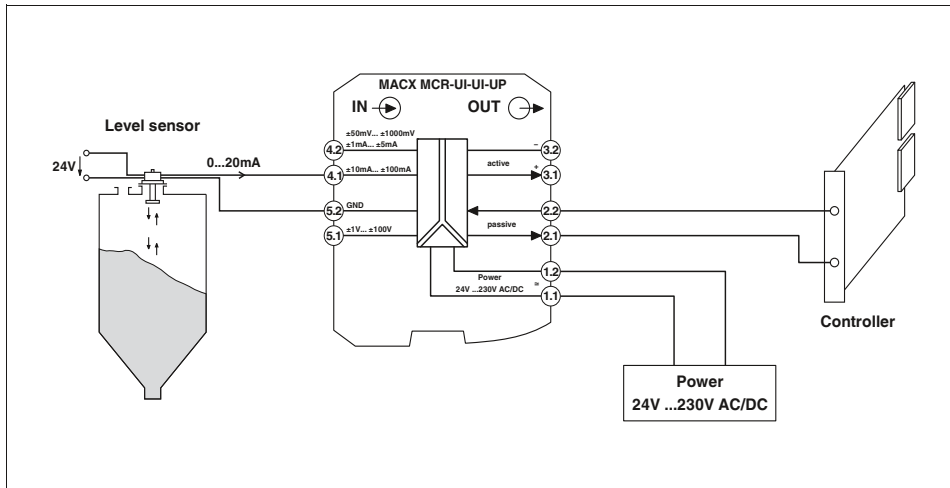 MACX MCR-UI-UI-UP
IN
OUT
Level sensor
24V
0...20mA
±50mV... ±1000mV
±1mA... ±5mA
4.2
4.1
±10mA... ±100mA
5.2
GND
5.1
±1V... ±100V
−
3.2
active
+
3.1
2.2
passive
2.1
1.2
Power
24V ...230V AC/DC
1.1
Controller
Power
24V ...230V AC/DC